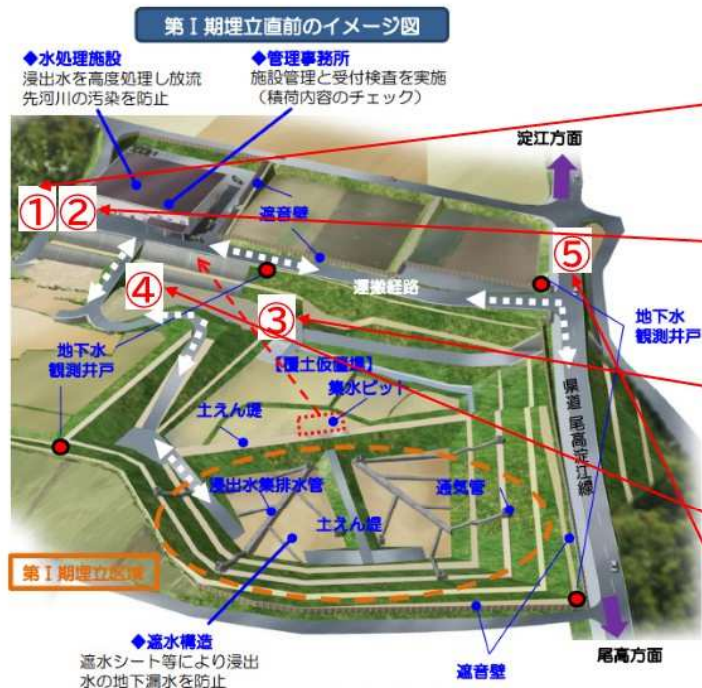 第Ⅰ期埋立直前のイメージ図
◆水処理施設
浸出水を高度処理し放流
先河川の汚染を防止
◆管理事務所
施設管理と受付検査を実施
（積荷内容のチェック）
淀江方面
①
②
遮音壁
⑤
④
運搬経路
③
地下水
観測井戸
地下水
観測井戸
【覆土仮置場】
集水ピット
県道 尾高淀江線
土えん堤
浸出水集排水管
通気管
土えん堤
第Ⅰ期埋立区域
◆遮水構造
遮水シート等により浸出
水の地下漏水を防止
遮音壁
尾高方面